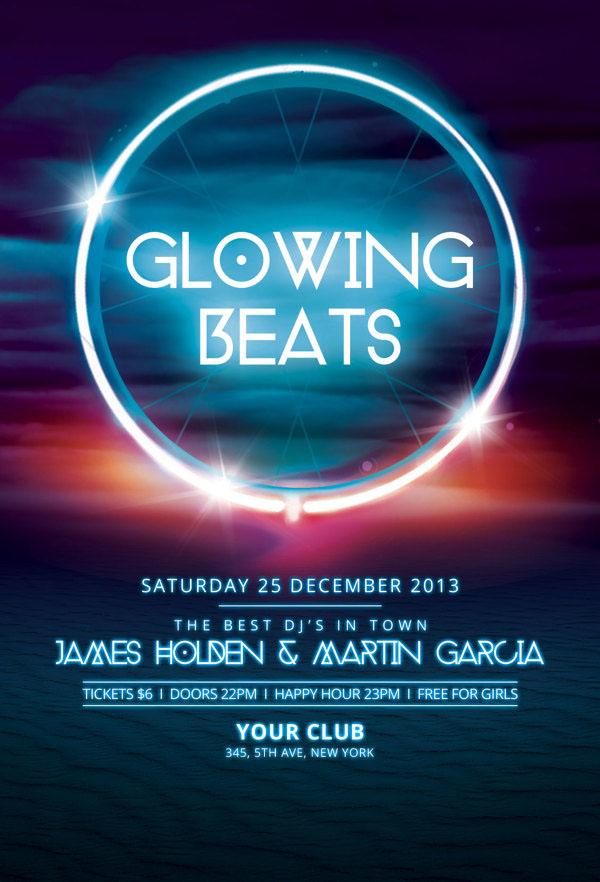 GLOWING
BEATS
SATURDAY 25 DECEMBER 2013
THE BEST DJ'S IN TOWN
JAMES HOLDEN & MARTIN GARCIA
TICKETS $6 | DOORS 22PM | HAPPY HOUR 23PM | FREE FOR GIRLS
YOUR CLUB
345, 5TH AVE, NEW YORK